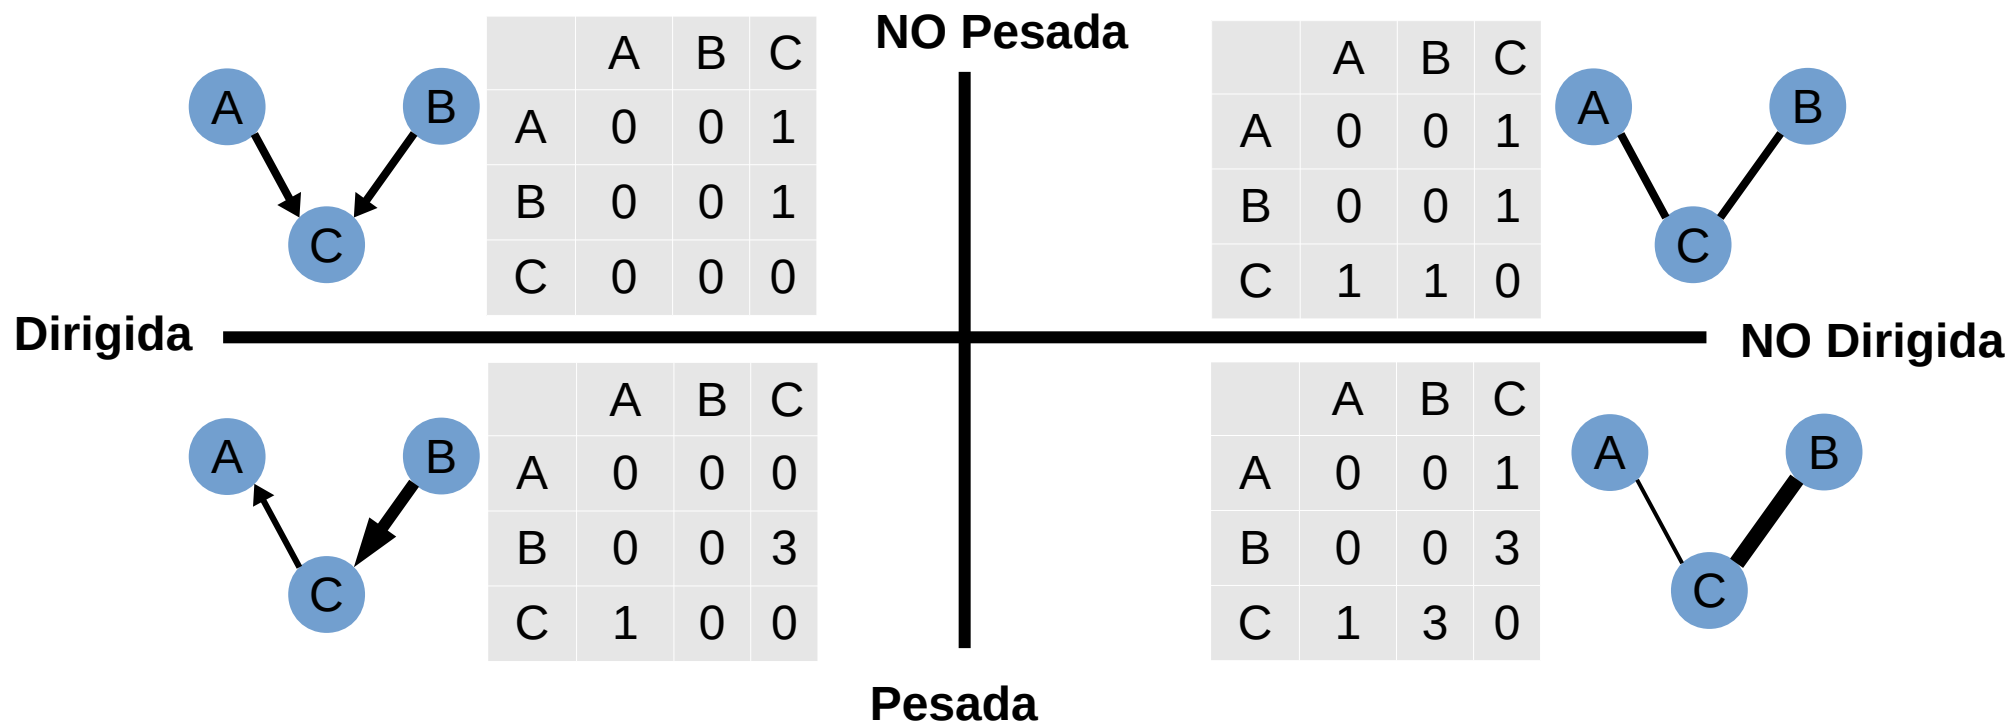 NO Pesada
A B
C
A B C
A 0 0 1
B 0 0 1
C 0 0 0
A B C
A 0 0 1
B 0 0 1
C 1 1 0
A B
C
Dirigida
NO Dirigida
A B
C
A B C
A 0 0 0
B 0 0 3
C 1 0 0
A B C
A 0 0 1
B 0 0 3
C 1 3 0
A B
C
Pesada